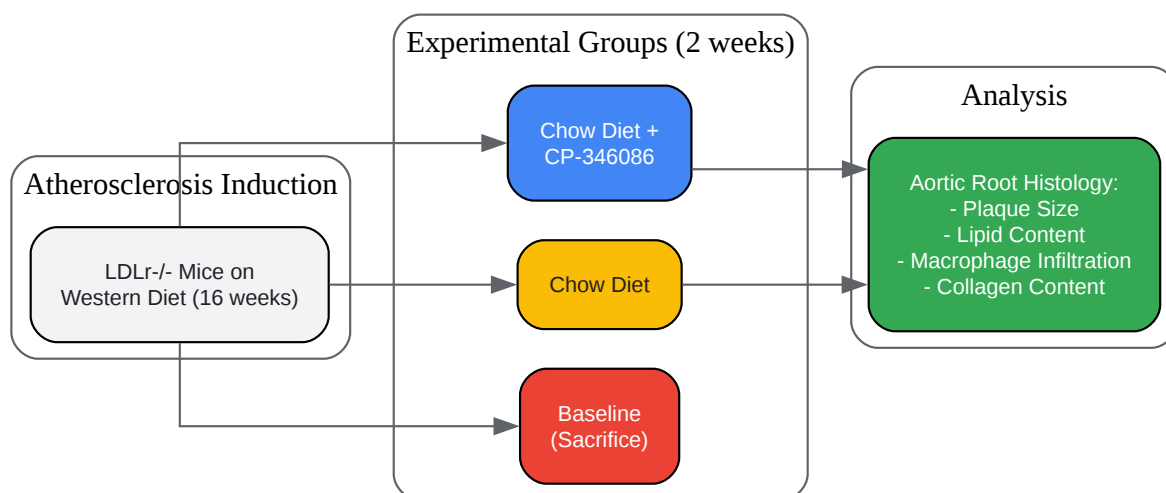 Atherosclerosis Induction
LDLr-/- Mice on
Western Diet (16 weeks)
Experimental Groups (2 weeks)
Chow Diet +
CP-346086
Chow Diet
Baseline
(Sacrifice)
Analysis
Aortic Root Histology:
- Plaque Size
- Lipid Content
- Macrophage Infiltration
- Collagen Content